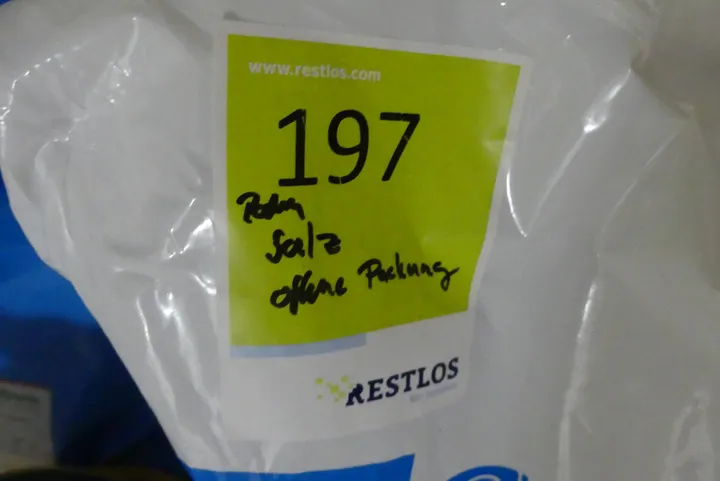 www.restlos.com
197
Salz
offene Packung
RESTLOS